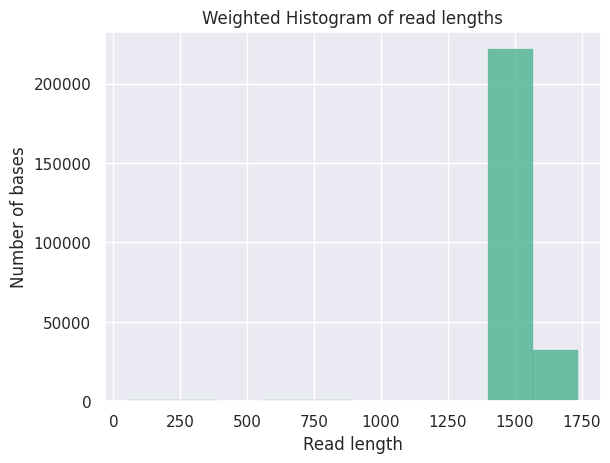 Weighted Histogram of read lengths
Number of bases
200000
150000
100000
50000
0
0 250 500 750 1000 1250 1500 1750
Read length